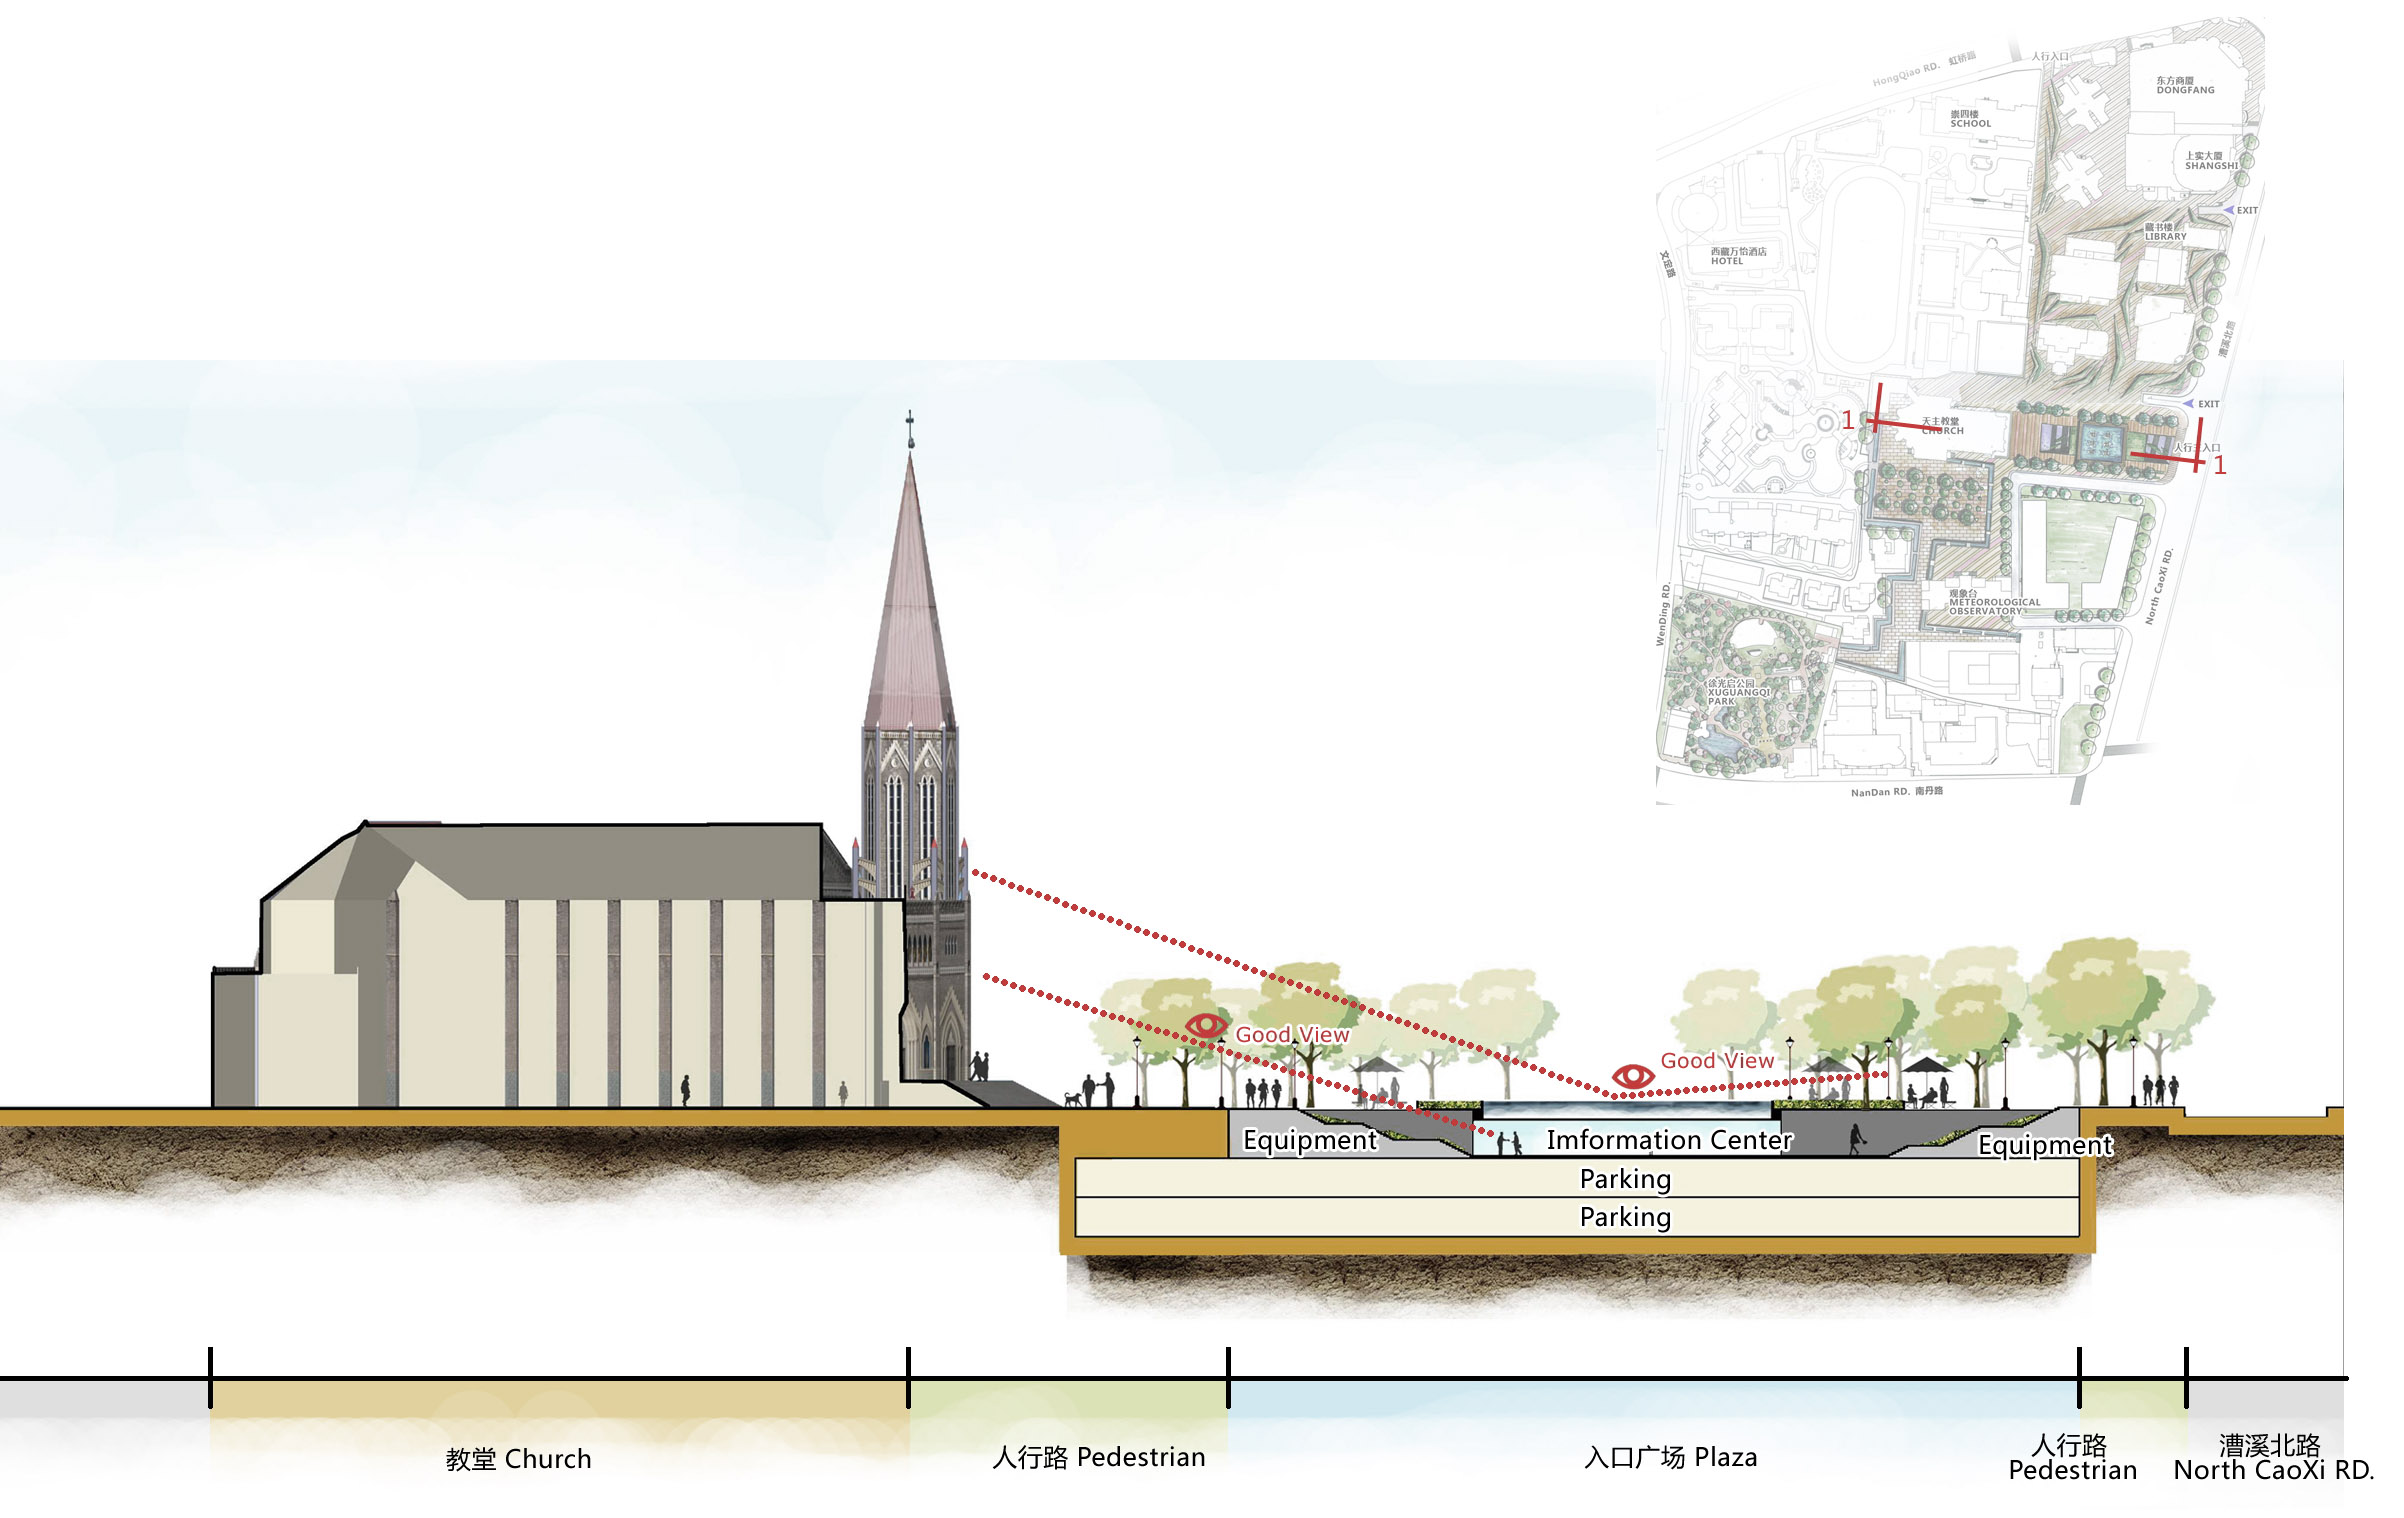 HongQiao RD. 虹桥路
人行入口
东方商厦
DONGFANG
崇四楼
SCHOOL
上实大厦
SHANGSHI
EXIT
藏书楼
LIBRARY
西藏万怡酒店
HOTEL
文定路
漕溪北路
EXIT
1
天主教堂
CHURCH
人行主入口
1
观象台
METEOROLOGICAL
OBSERVATORY
WenDing RD.
North CaoXi RD.
徐光启公园
XUGUANGQI
PARK
NanDan RD. 南丹路
Good View
Good View
Equipment
Imformation Center
Equipment
Parking
Parking
教堂 Church
人行路 Pedestrian
入口广场 Plaza
人行路
Pedestrian
漕溪北路
North CaoXi RD.